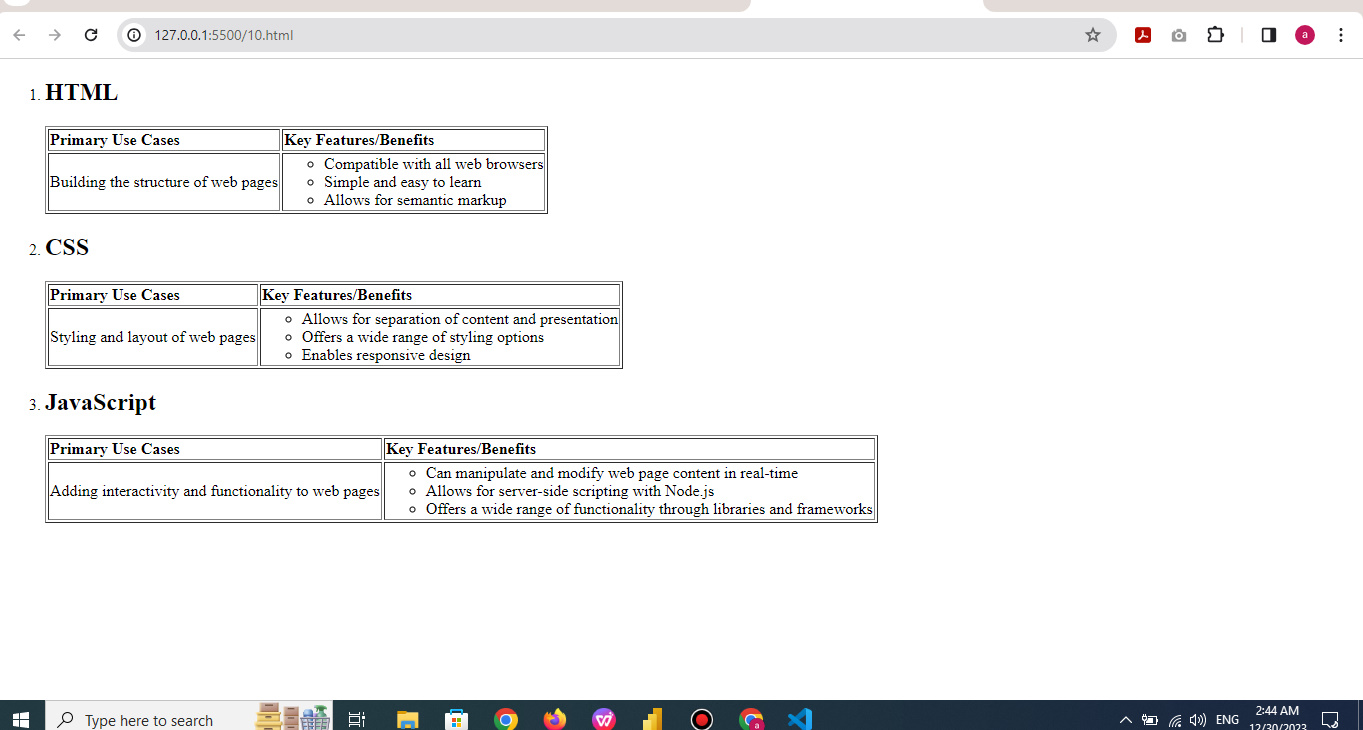 127.0.0.1:5500/10.html
a
1. HTML
Primary Use Cases Key Features/Benefits
Building the structure of web pages
Compatible with all web browsers
Simple and easy to learn
Allows for semantic markup
2. CSS
Primary Use Cases Key Features/Benefits
Styling and layout of web pages
Allows for separation of content and presentation
Offers a wide range of styling options
Enables responsive design
3. JavaScript
Primary Use Cases Key Features/Benefits
Adding interactivity and functionality to web pages
Can manipulate and modify web page content in real-time
Allows for server-side scripting with Node.js
Offers a wide range of functionality through libraries and frameworks
Type here to search
a
ENG
2:44 AM
12/30/2023